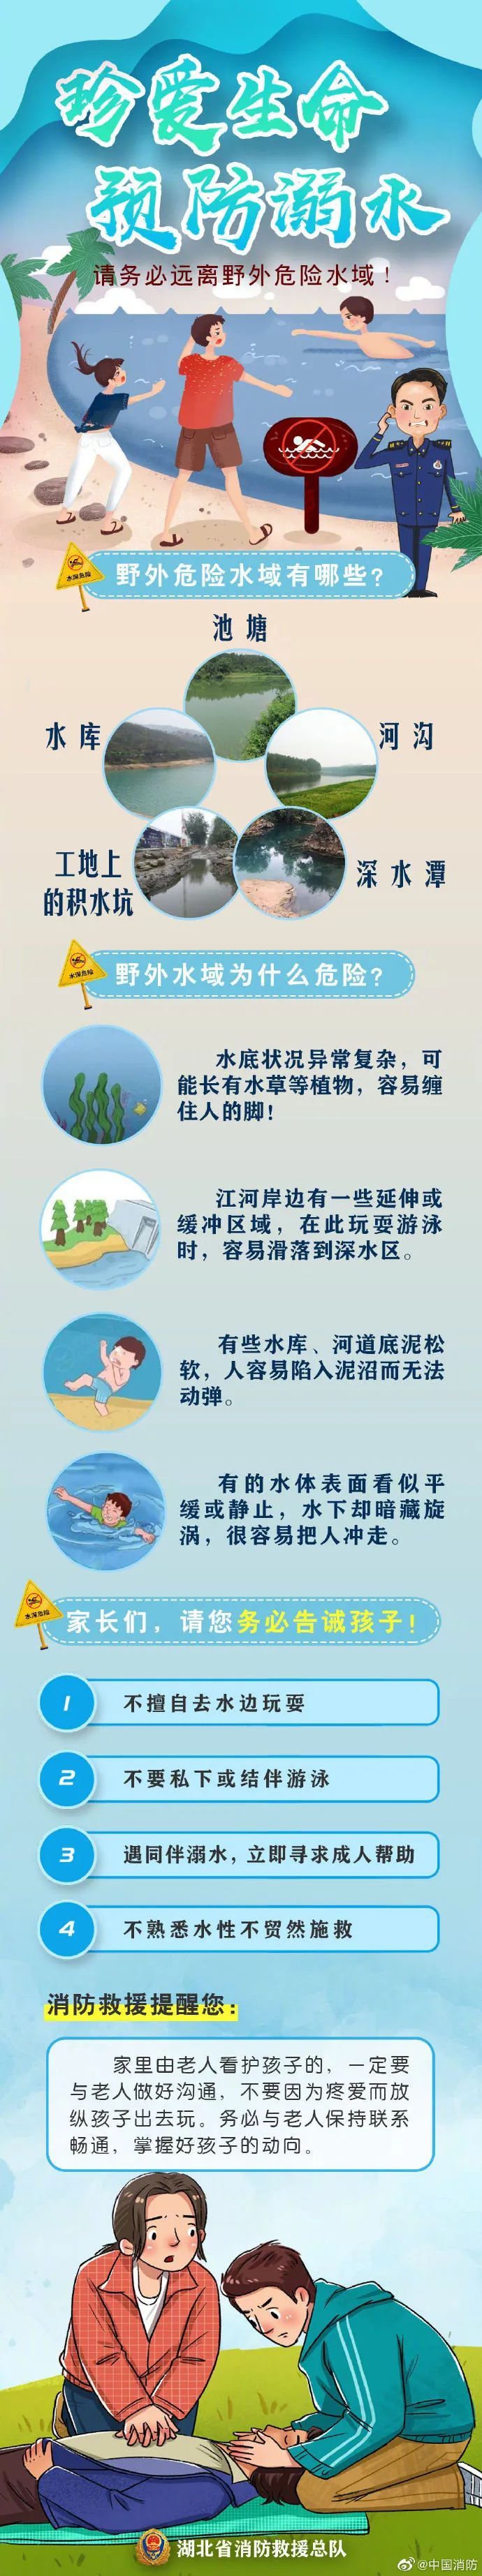 珍爱生命
预防溺水
请务必远离野外危险水域！
水深危险
野外危险水域有哪些？
池塘
水库
河沟
工地上
的积水坑
深水潭
水深危险
野外水域为什么危险？
水底状况异常复杂，可
能长有水草等植物，容易缠
住人的脚！
江河岸边有一些延伸或
缓冲区域，在此玩耍游泳
时，容易滑落到深水区。
有些水库、河道底泥松
软，人容易陷入泥沼而无法
动弹。
有的水体表面看似平
缓或静止，水下却暗藏旋
涡，很容易把人冲走。
水深危险
家长们，请您务必告诫孩子！
1 不擅自去水边玩耍
2 不要私下或结伴游泳
3 遇同伴溺水，立即寻求成人帮助
4 不熟悉水性不贸然施救
消防救援提醒您：
家里由老人看护孩子的，一定要
与老人做好沟通，不要因为疼爱而放
纵孩子出去玩。务必与老人保持联系
畅通，掌握好孩子的动向。
湖北省消防救援总队
@中国消防